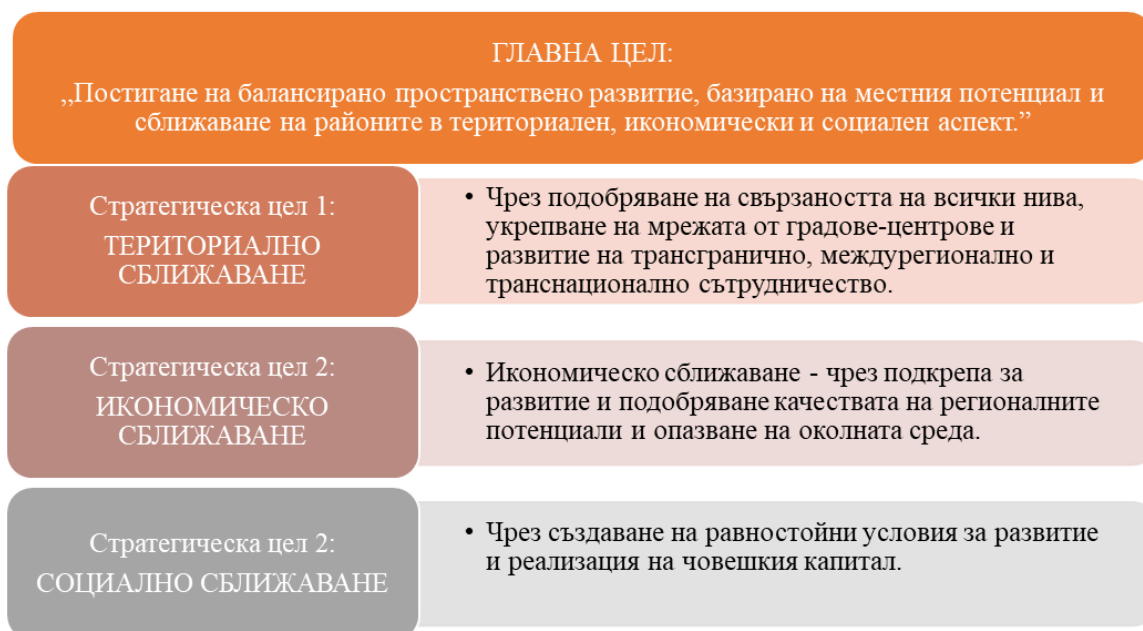 ГЛАВНА ЦЕЛ:
„Постигане на балансирано пространствено развитие, базирано на местния потенциал и
сближаване на районите в териториален, икономически и социален аспект.”
Стратегическа цел 1:
ТЕРИТОРИАЛНО
СБЛИЖАВАНЕ
• Чрез подобряване на свързаността на всички нива,
укрепване на мрежата от градове-центрове и
развитие на трансгранично, междурегионално и
транснационално сътрудничество.
Стратегическа цел 2:
ИКОНОМИЧЕСКО
СБЛИЖАВАНЕ
• Икономическо сближаване - чрез подкрепа за
развитие и подобряване качествата на регионалните
потенциали и опазване на околната среда.
Стратегическа цел 2:
СОЦИАЛНО СБЛИЖАВАНЕ
• Чрез създаване на равностойни условия за развитие
и реализация на човешкия капитал.